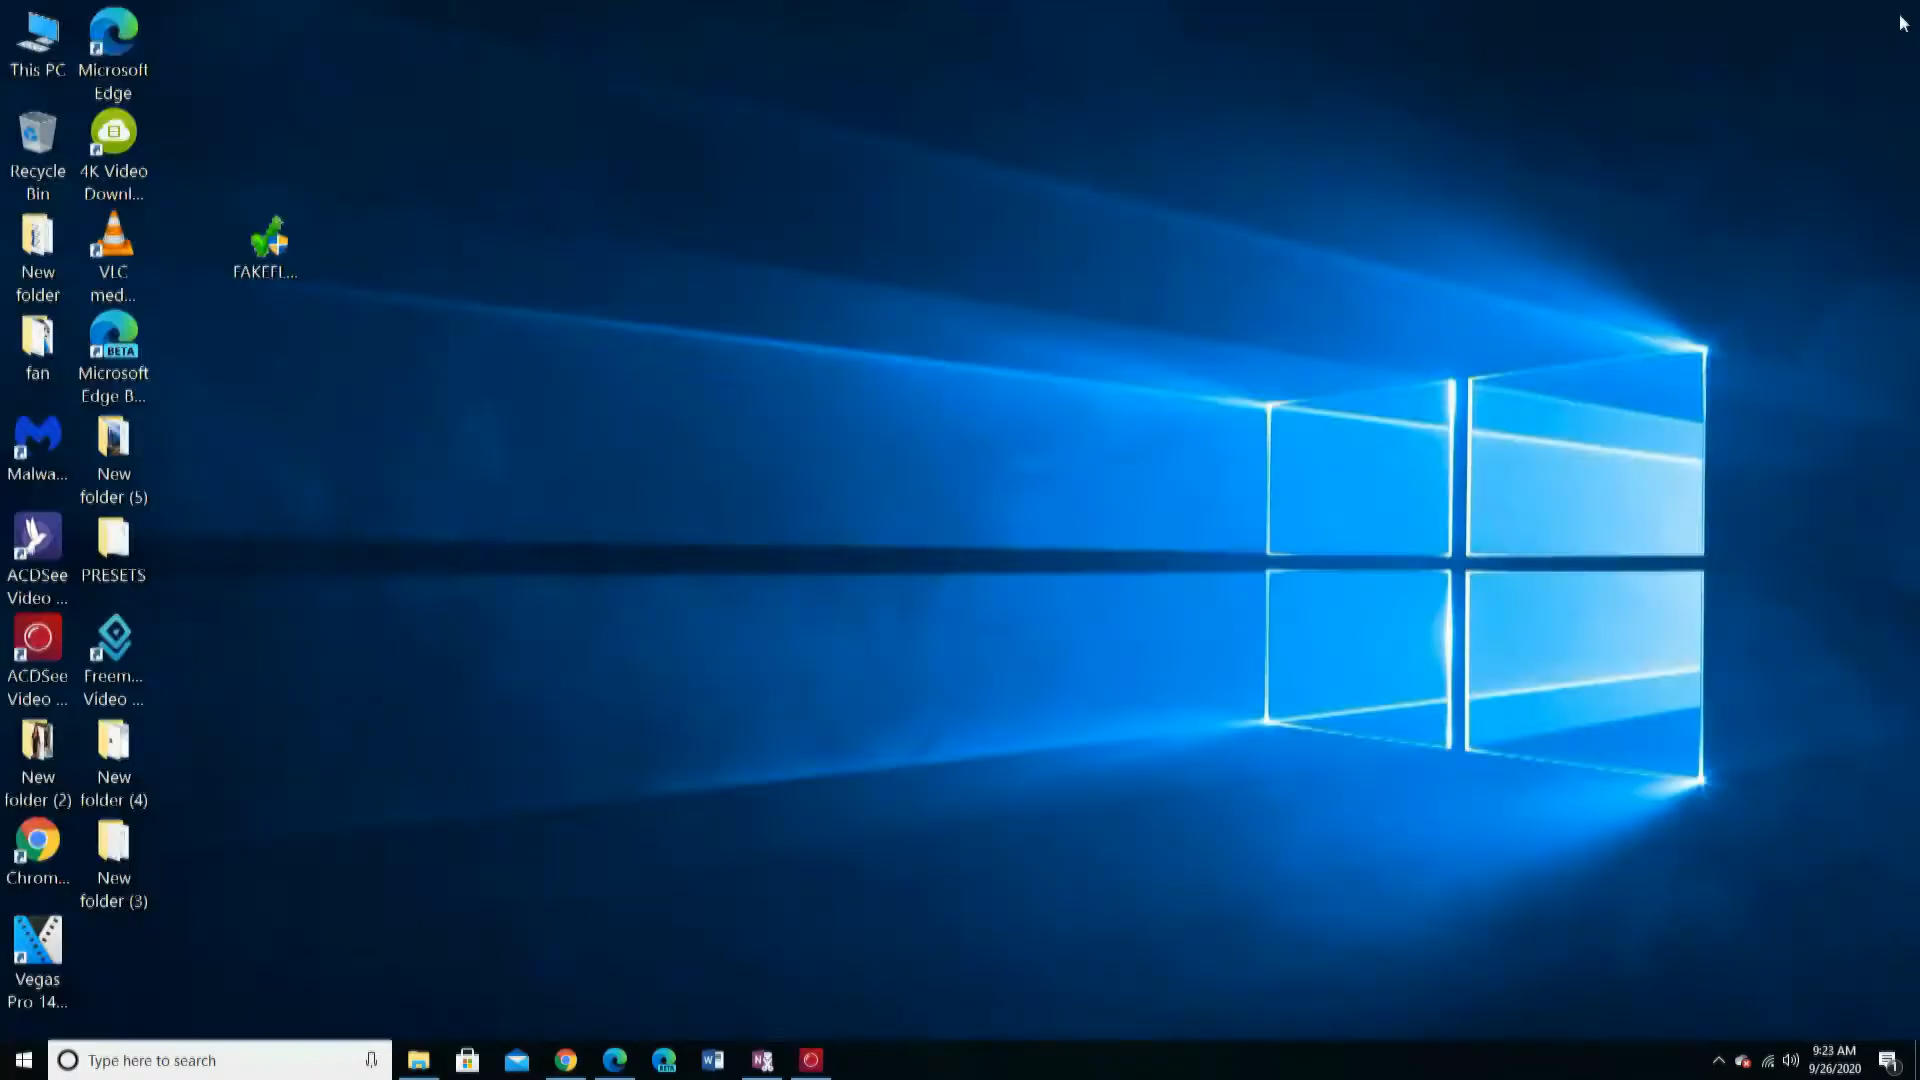 This PC
Microsoft
Edge
Recycle
Bin
4K Video
Downl...
New
folder
VLC
med...
FAKEFL...
fan
Microsoft
Edge B...
BETA
Malwa...
New
folder (5)
ACDSee
Video ...
PRESETS
ACDSee
Video ...
Freem...
Video ...
New
folder (2)
New
folder (4)
Chrom...
New
folder (3)
Vegas
Pro 14...
Type here to search
BETA
W
N
9:23 AM
9/26/2020
1